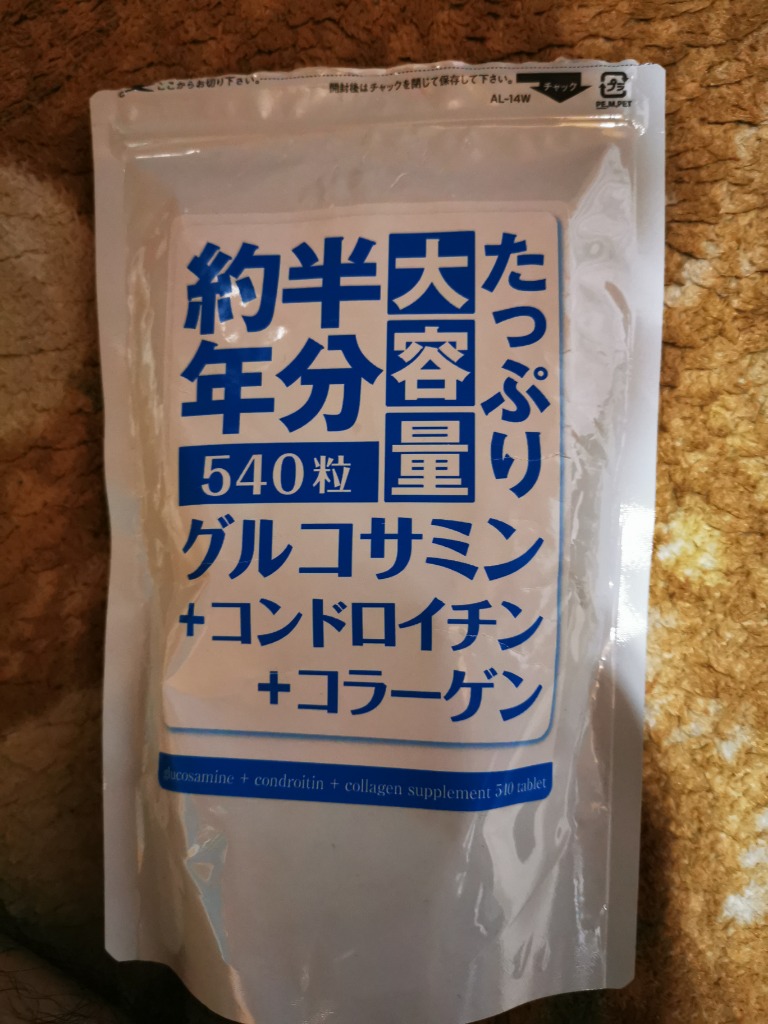 ここからお切り下さい。
開封後はチャックを閉じて保存して下さい。
チャック
プラ
AL-14W
PE,M,PET
たっぷり
大容量
約半
年分
540粒
グルコサミン
+コンドロイチン
+コラーゲン
glucosamine + condroitin + collagen supplement 540 tablet